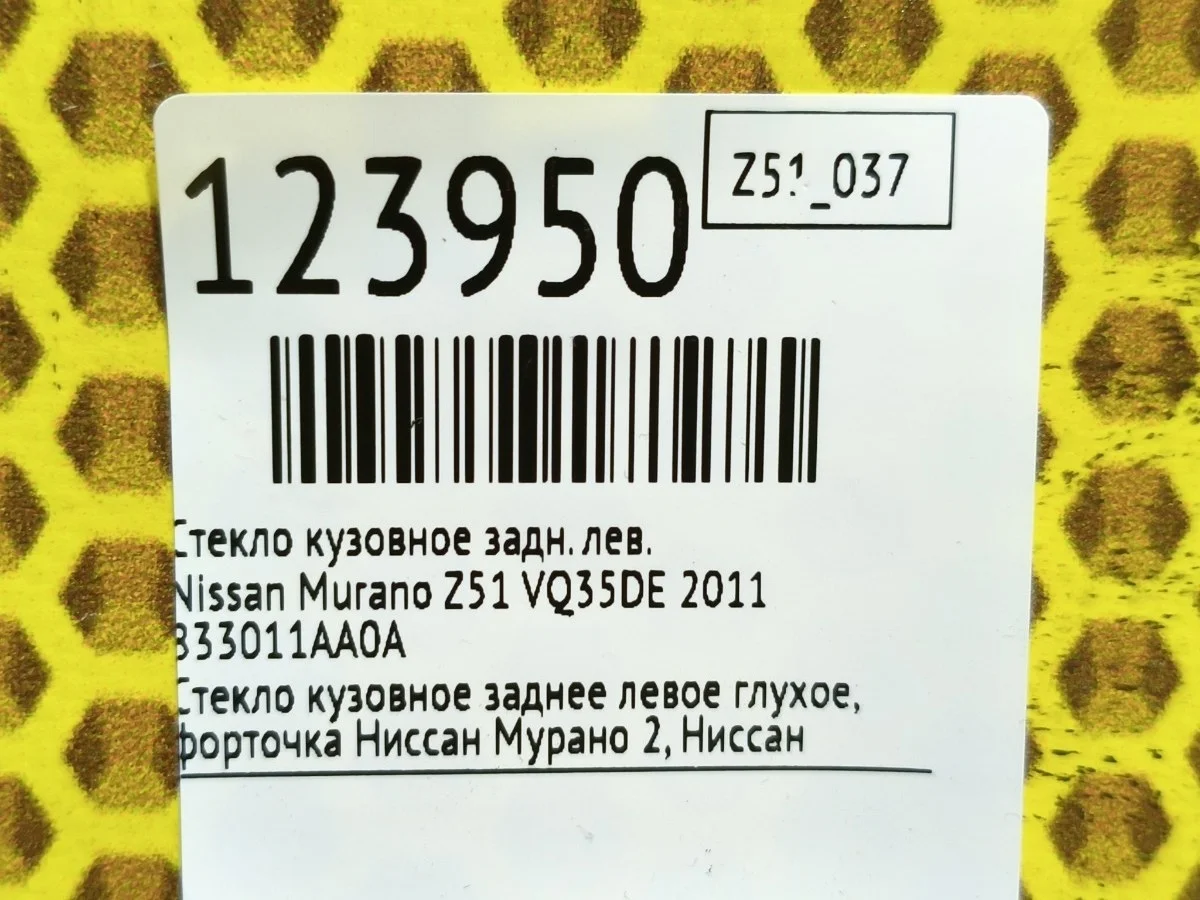 123950
Z51_037
Стекло кузовное задн. лев.
Nissan Murano Z51 VQ35DE 2011
833011AA0A
Стекло кузовное заднее левое глухое,
форточка Ниссан Мурано 2, Ниссан